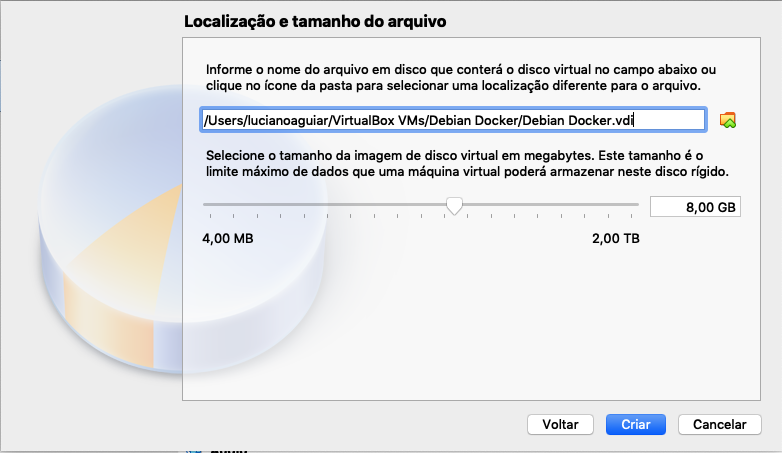 Localização e tamanho do arquivo
Informe o nome do arquivo em disco que conterá o disco virtual no campo abaixo ou
clique no ícone da pasta para selecionar uma localização diferente para o arquivo.
/Users/lucianoaguiar/VirtualBox VMs/Debian Docker/Debian Docker.vdi
Selecione o tamanho da imagem de disco virtual em megabytes. Este tamanho é o
limite máximo de dados que uma máquina virtual poderá armazenar neste disco rígido.
8,00 GB
4,00 MB 2,00 TB
Voltar Criar Cancelar